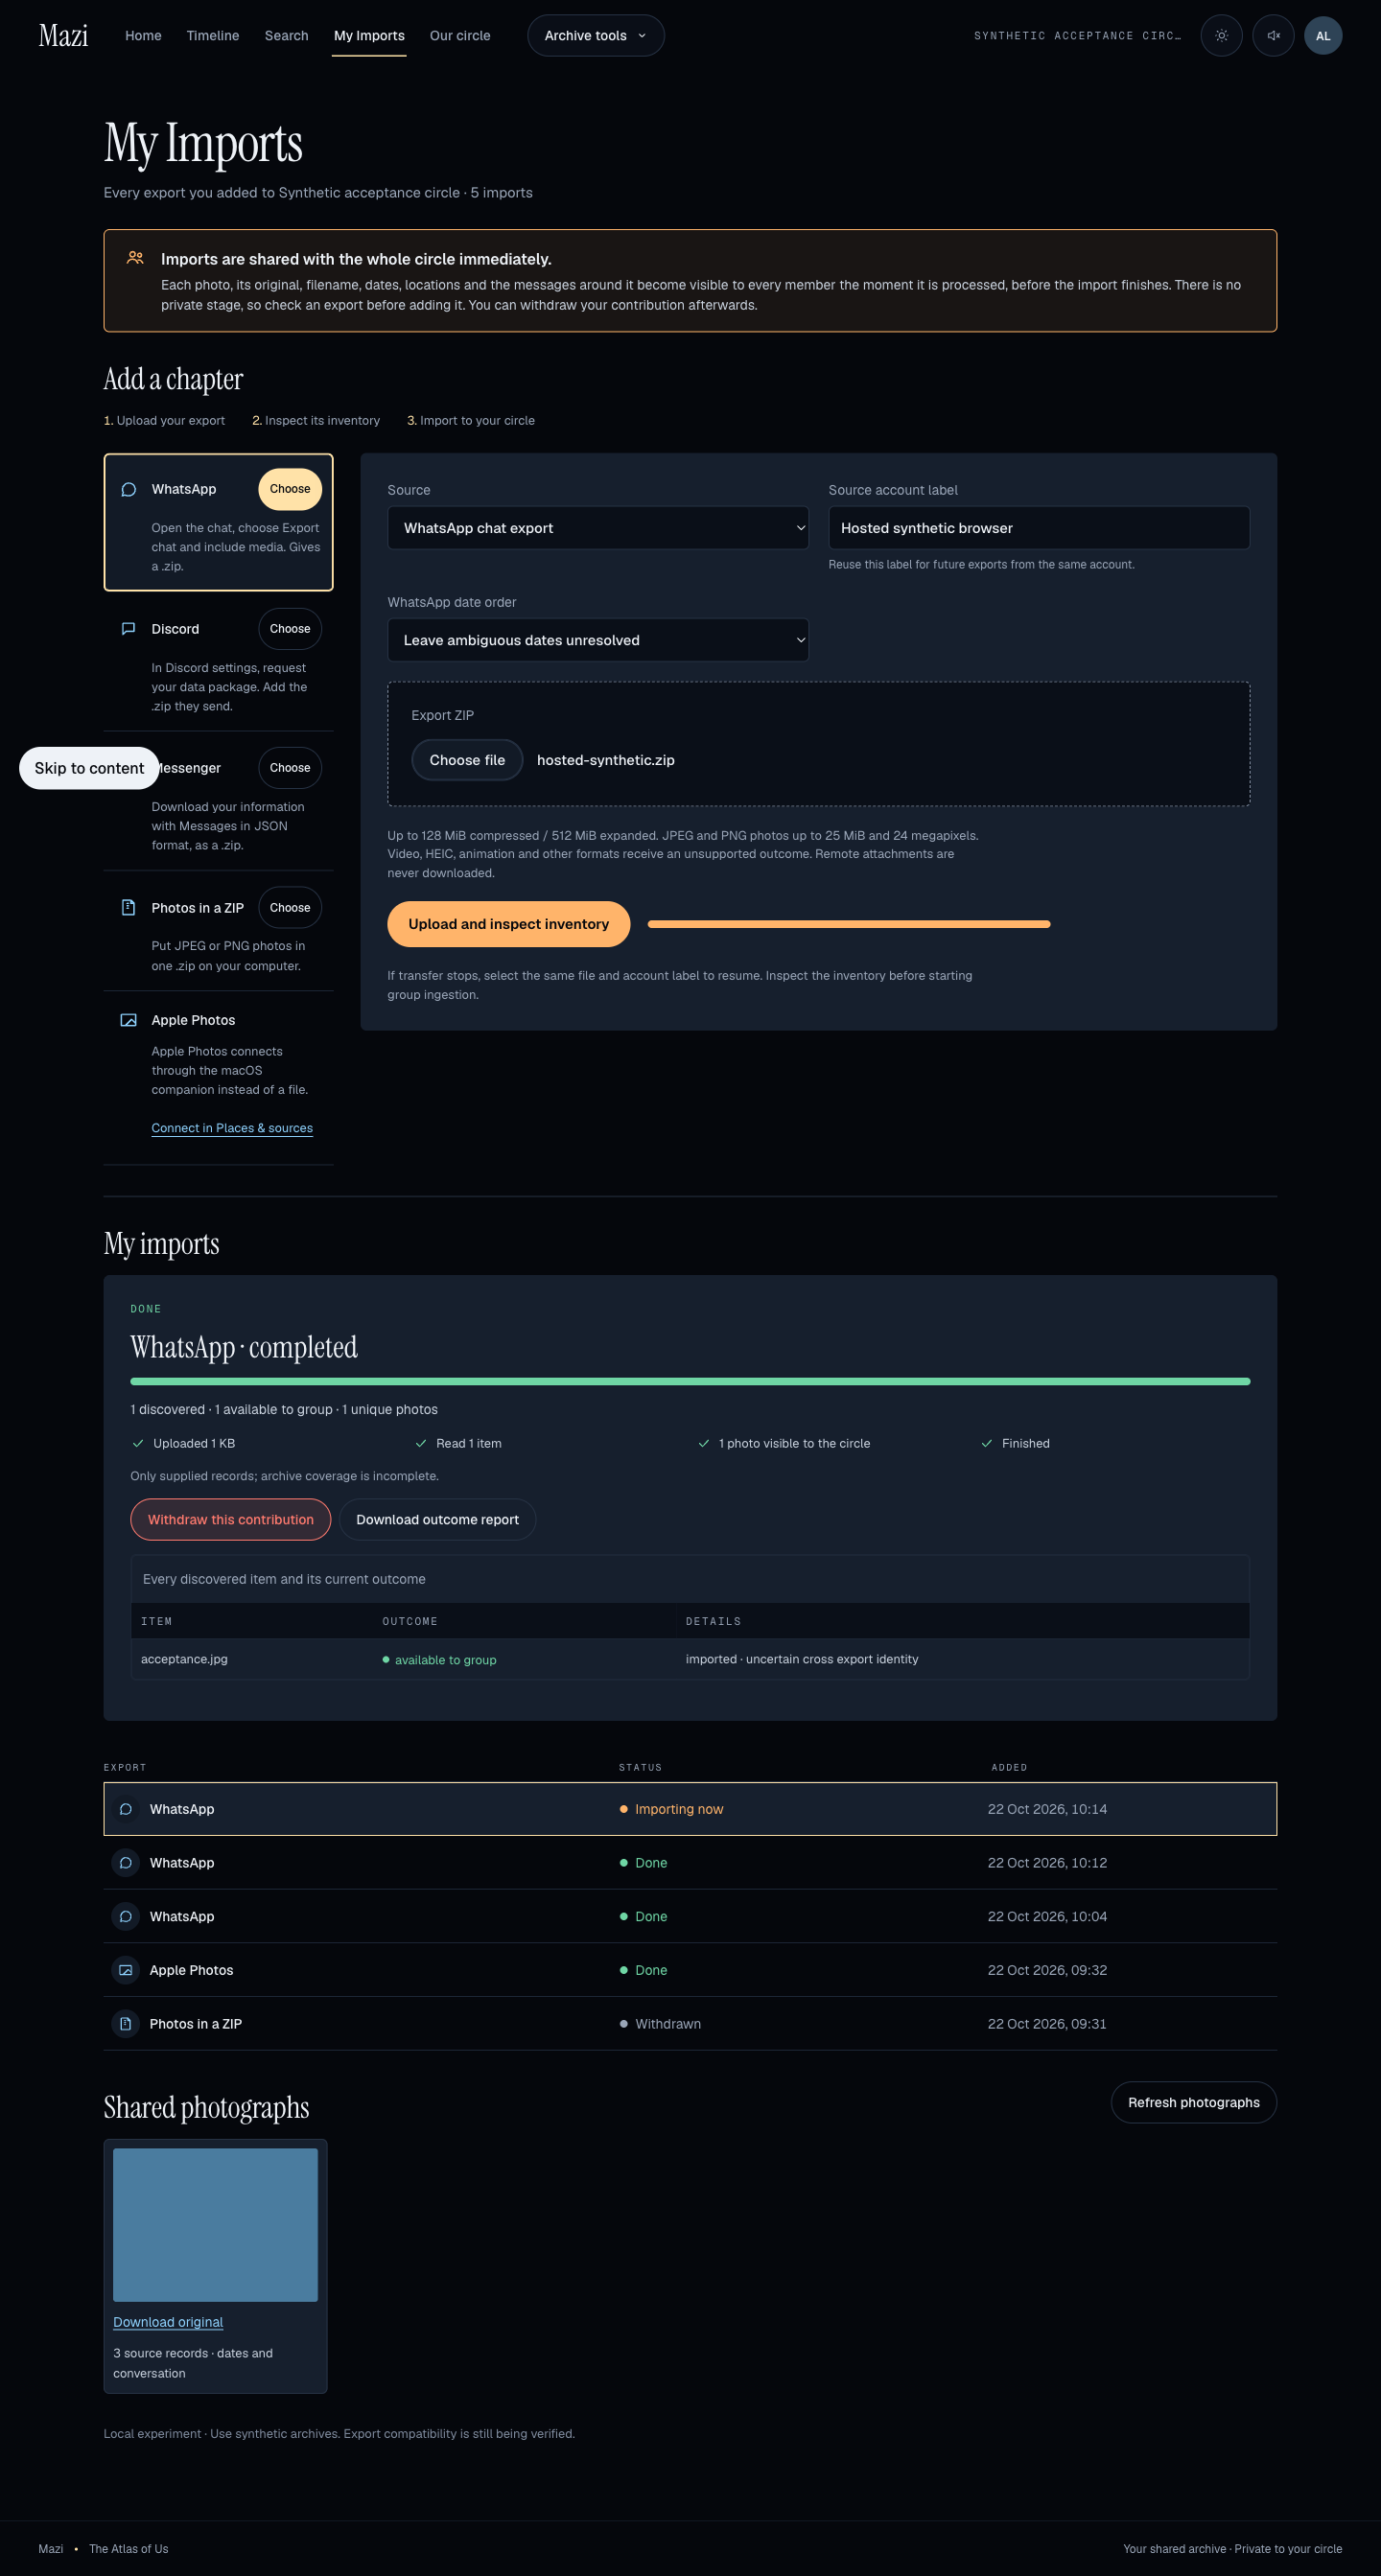 Mazi
Home
Timeline
Search
My Imports
Our circle
Archive tools
SYNTHETIC ACCEPTANCE CIRC…
AL
My Imports
Every export you added to Synthetic acceptance circle · 5 imports
Imports are shared with the whole circle immediately.
Each photo, its original, filename, dates, locations and the messages around it become visible to every member the moment it is processed, before the import finishes. There is no
private stage, so check an export before adding it. You can withdraw your contribution afterwards.
Add a chapter
1. Upload your export
2. Inspect its inventory
3. Import to your circle
WhatsApp
Choose
Open the chat, choose Export
chat and include media. Gives
a .zip.
Discord
Choose
In Discord settings, request
your data package. Add the
.zip they send.
Skip to content
Messenger
Choose
Download your information
with Messages in JSON
format, as a .zip.
Photos in a ZIP
Choose
Put JPEG or PNG photos in
one .zip on your computer.
Apple Photos
Apple Photos connects
through the macOS
companion instead of a file.
Connect in Places & sources
Source
WhatsApp chat export
Source account label
Hosted synthetic browser
Reuse this label for future exports from the same account.
WhatsApp date order
Leave ambiguous dates unresolved
Export ZIP
Choose file
hosted-synthetic.zip
Up to 128 MiB compressed / 512 MiB expanded. JPEG and PNG photos up to 25 MiB and 24 megapixels.
Video, HEIC, animation and other formats receive an unsupported outcome. Remote attachments are
never downloaded.
Upload and inspect inventory
If transfer stops, select the same file and account label to resume. Inspect the inventory before starting
group ingestion.
My imports
DONE
WhatsApp · completed
1 discovered · 1 available to group · 1 unique photos
Uploaded 1 KB
Read 1 item
1 photo visible to the circle
Finished
Only supplied records; archive coverage is incomplete.
Withdraw this contribution
Download outcome report
Every discovered item and its current outcome
ITEM
OUTCOME
DETAILS
acceptance.jpg
available to group
imported · uncertain cross export identity
EXPORT
STATUS
ADDED
WhatsApp
Importing now
22 Oct 2026, 10:14
WhatsApp
Done
22 Oct 2026, 10:12
WhatsApp
Done
22 Oct 2026, 10:04
Apple Photos
Done
22 Oct 2026, 09:32
Photos in a ZIP
Withdrawn
22 Oct 2026, 09:31
Shared photographs
Refresh photographs
Download original
3 source records · dates and
conversation
Local experiment · Use synthetic archives. Export compatibility is still being verified.
Mazi • The Atlas of Us
Your shared archive · Private to your circle